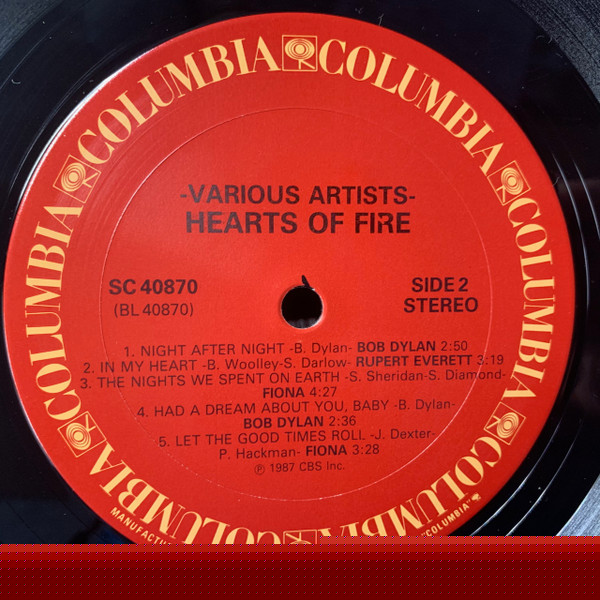 COLUMBIA COLUMBIA COLUMBIA COLUMBIA COLUMBIA COLUMBIA COLUMBIA COLUMBIA
-VARIOUS ARTISTS-
HEARTS OF FIRE
SC 40870
(BL 40870)
SIDE 2
STEREO
1. NIGHT AFTER NIGHT -B. Dylan- BOB DYLAN 2:50
2. IN MY HEART -B. Woolley-S. Darlow- RUPERT EVERETT 3:19
3. THE NIGHTS WE SPENT ON EARTH -S. Sheridan-S. Diamond-
FIONA 4:27
4. HAD A DREAM ABOUT YOU, BABY -B. Dylan-
BOB DYLAN 2:36
5. LET THE GOOD TIMES ROLL -J. Dexter-
P. Hackman- FIONA 3:28
℗ 1987 CBS Inc.
"COLUMBIA"